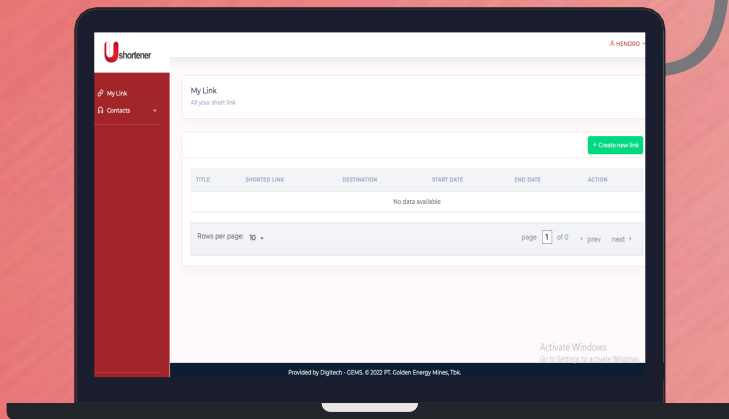 Ushortener
HENDRO
My Link
Contacts
My Link
All your short link
+ Create new link
TITLE SHORTED LINK DESTINATION START DATE END DATE ACTION
No data available
Rows per page: 10
page 1 of 0 ‹ prev next ›
Activate Windows
Go to Settings to activate Windows.
Provided by Digitech - GEMS. © 2022 PT. Golden Energy Mines, Tbk.